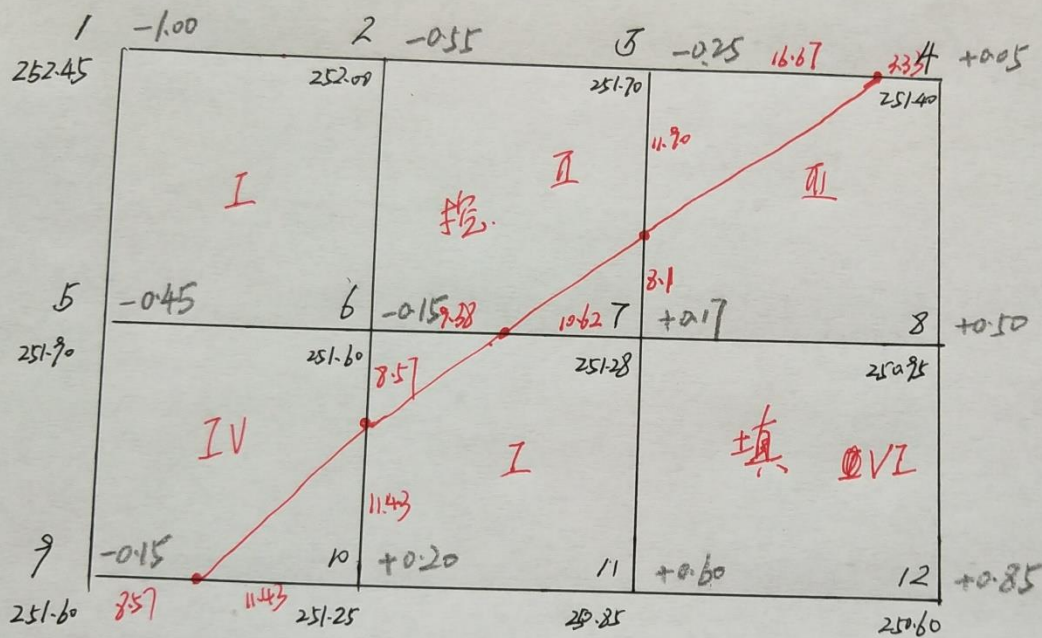 1 -1.00 2 -0.55 3 -0.25 16.67 3.33 4 +0.05
252.45 252.00 251.70 251.40
11.90
I 挖. II III
8.1
5 -0.45 6 -0.15 9.38 10.62 7 +0.17 8 +0.50
251.90 251.60 8.57 251.28 250.95
IV I 填 VI
11.43
9 -0.15 10 +0.20 11 +0.60 12 +0.85
251.60 8.57 11.43 251.25 250.85 250.60